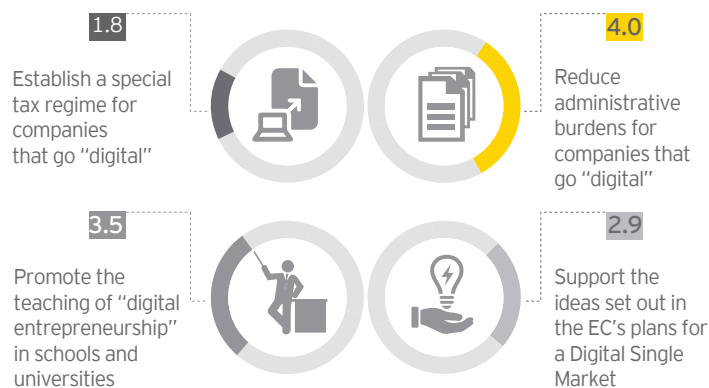 1.8
Establish a special
tax regime for
companies
that go “digital”
4.0
Reduce
administrative
burdens for
companies that
go “digital”
3.5
Promote the
teaching of “digital
entrepreneurship”
in schools and
universities
2.9
Support the
ideas set out in
the EC’s plans for
a Digital Single
Market